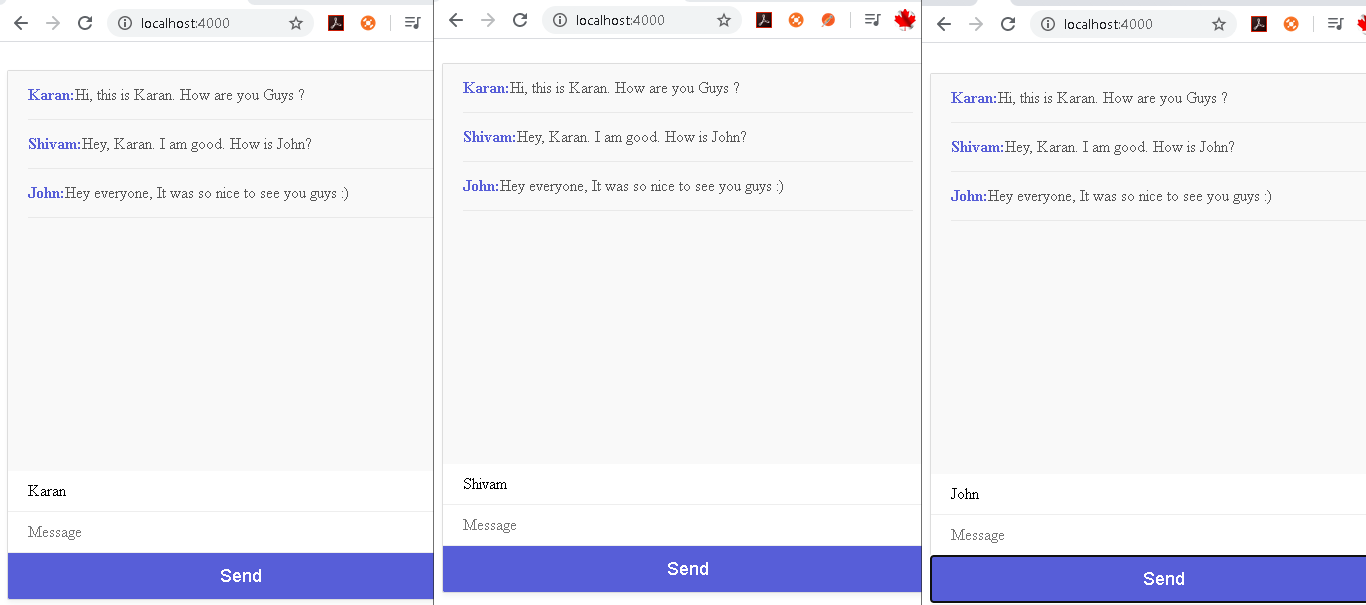 localhost:4000
Karan:Hi, this is Karan. How are you Guys ?
Shivam:Hey, Karan. I am good. How is John?
John:Hey everyone, It was so nice to see you guys :)
Karan
Message
Send
localhost:4000
Karan:Hi, this is Karan. How are you Guys ?
Shivam:Hey, Karan. I am good. How is John?
John:Hey everyone, It was so nice to see you guys :)
Shivam
Message
Send
localhost:4000
Karan:Hi, this is Karan. How are you Guys ?
Shivam:Hey, Karan. I am good. How is John?
John:Hey everyone, It was so nice to see you guys :)
John
Message
Send